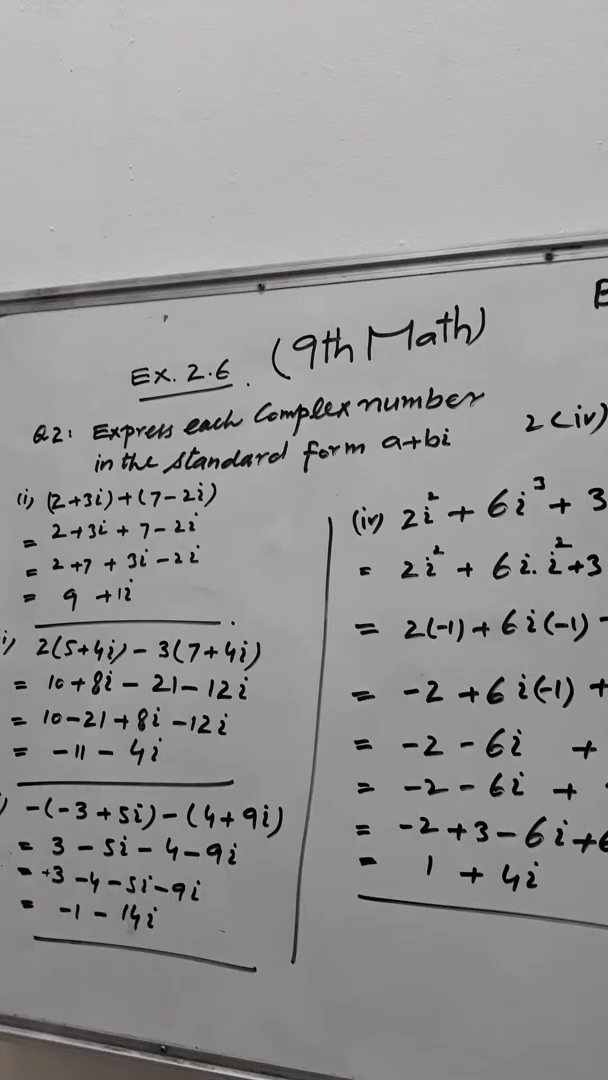 Ex. 2.6 . (9th Math)
Q2: Express each Complex number
in the standard form a+bi
(i) (2+3i)+(7-2i)
= 2+3i + 7-2i
= 2+7 + 3i-2i
= 9 +1i
i) 2(5+4i) - 3(7+4i)
= 10+8i - 21-12i
= 10-21+8i-12i
= -11 - 4i
) -(-3+5i)-(4+9i)
= 3 - 5i - 4 - 9i
= +3 -4 -5i-9i
= -1 - 14i
2(iv)
(iv) 2i² + 6i³ + 3
= 2i² + 6i.i²+3
= 2(-1)+6i(-1)
= -2 +6i(-1) +
= -2 - 6i +
= -2 - 6i +
= -2+3-6i+6
= 1 + 4i